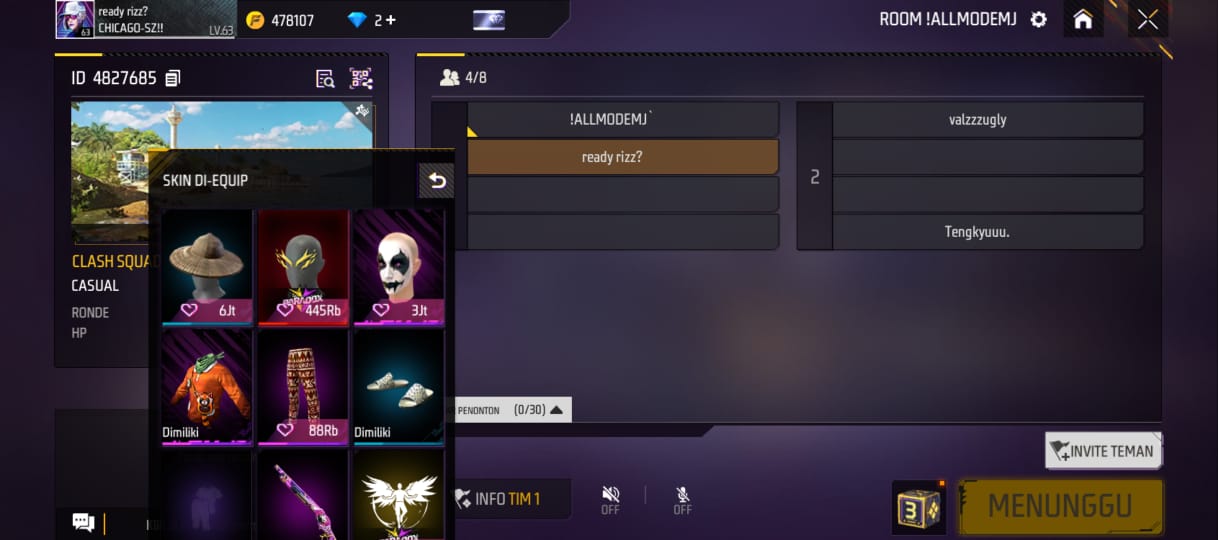 ready rizz?
CHICAGO-SZ!!
63
LV.63
478107
2+
ROOM !ALLMODEMJ
ID 4827685
4/8
!ALLMODEMJ`
valzzzugly
ready rizz?
2
Tengkyuuu.
SKIN DI-EQUIP
CLASH SQUA
CASUAL
RONDE
HP
6Jt
PARADOX
445Rb
3Jt
Dimiliki
88Rb
Dimiliki
PENONTON (0/30)
INVITE TEMAN
INFO TIM 1
OFF
OFF
3
MENUNGGU